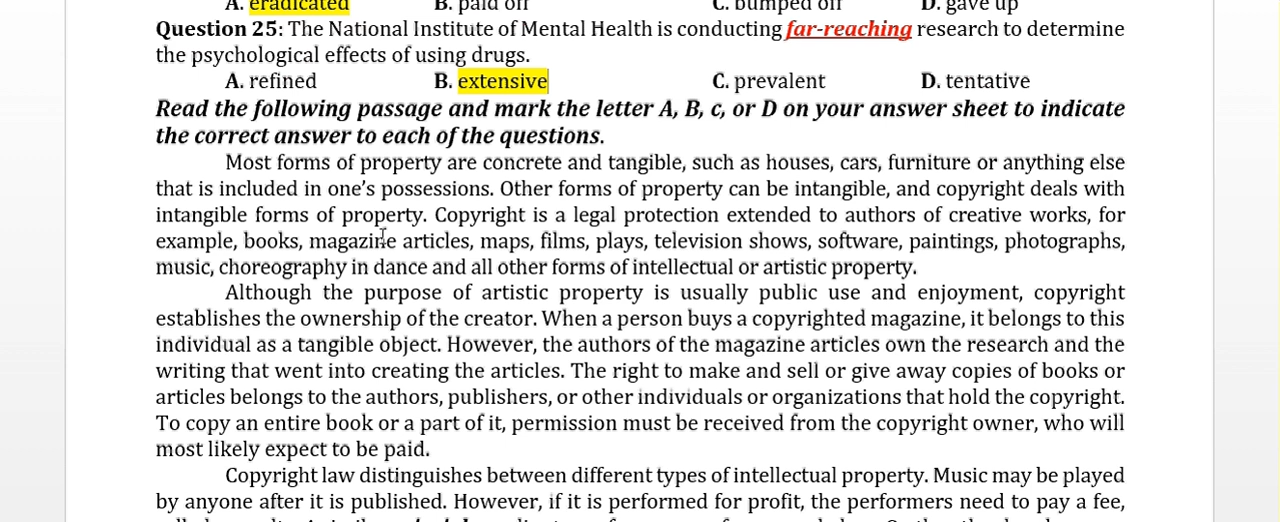 A. eradicated B. paid off C. bumped off D. gave up
Question 25: The National Institute of Mental Health is conducting far-reaching research to determine
the psychological effects of using drugs.
A. refined B. extensive C. prevalent D. tentative
Read the following passage and mark the letter A, B, c, or D on your answer sheet to indicate
the correct answer to each of the questions.
Most forms of property are concrete and tangible, such as houses, cars, furniture or anything else
that is included in one's possessions. Other forms of property can be intangible, and copyright deals with
intangible forms of property. Copyright is a legal protection extended to authors of creative works, for
example, books, magazine articles, maps, films, plays, television shows, software, paintings, photographs,
music, choreography in dance and all other forms of intellectual or artistic property.
Although the purpose of artistic property is usually public use and enjoyment, copyright
establishes the ownership of the creator. When a person buys a copyrighted magazine, it belongs to this
individual as a tangible object. However, the authors of the magazine articles own the research and the
writing that went into creating the articles. The right to make and sell or give away copies of books or
articles belongs to the authors, publishers, or other individuals or organizations that hold the copyright.
To copy an entire book or a part of it, permission must be received from the copyright owner, who will
most likely expect to be paid.
Copyright law distinguishes between different types of intellectual property. Music may be played
by anyone after it is published. However, if it is performed for profit, the performers need to pay a fee,